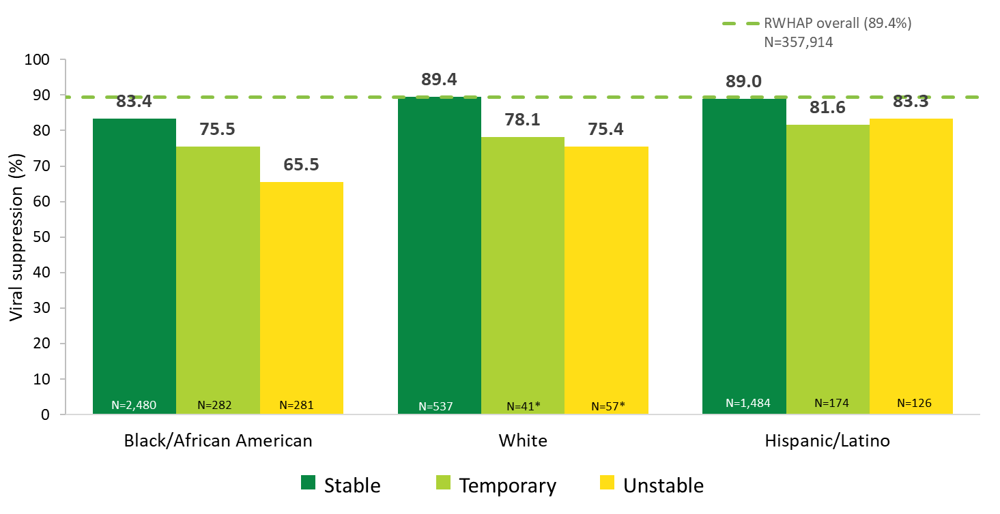 RWHAP overall (89.4%)
N=357,914
Viral suppression (%)
100
90
80
70
60
50
40
30
20
10
0
83.4
75.5
65.5
89.4
78.1
75.4
89.0
81.6
83.3
N=2,480
N=282
N=281
N=537
N=41*
N=57*
N=1,484
N=174
N=126
Black/African American
White
Hispanic/Latino
Stable
Temporary
Unstable